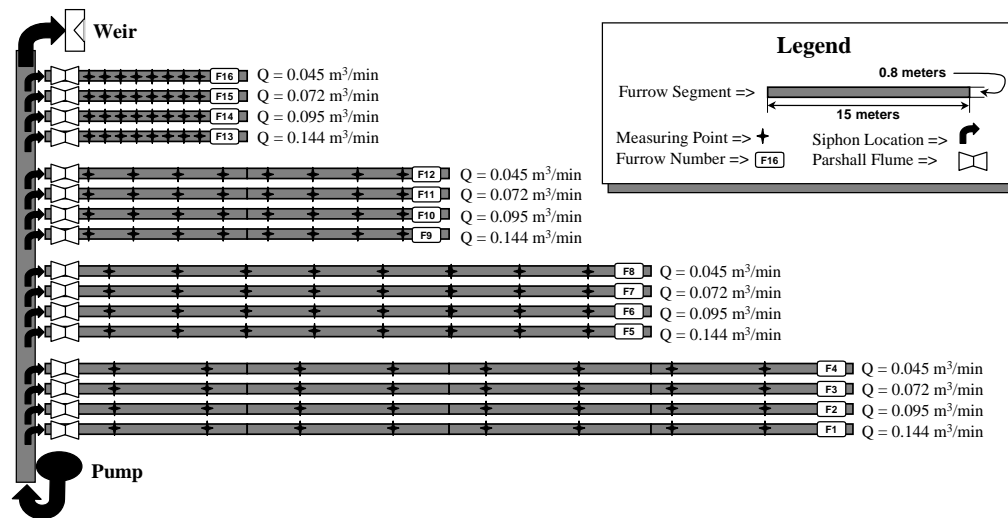 Weir
F16 Q = 0.045 m³/min
F15 Q = 0.072 m³/min
F14 Q = 0.095 m³/min
F13 Q = 0.144 m³/min
F12 Q = 0.045 m³/min
F11 Q = 0.072 m³/min
F10 Q = 0.095 m³/min
F9 Q = 0.144 m³/min
F8 Q = 0.045 m³/min
F7 Q = 0.072 m³/min
F6 Q = 0.095 m³/min
F5 Q = 0.144 m³/min
F4 Q = 0.045 m³/min
F3 Q = 0.072 m³/min
F2 Q = 0.095 m³/min
F1 Q = 0.144 m³/min
Pump
Legend
0.8 meters
Furrow Segment =>
15 meters
Measuring Point => Siphon Location =>
Furrow Number => F16 Parshall Flume =>